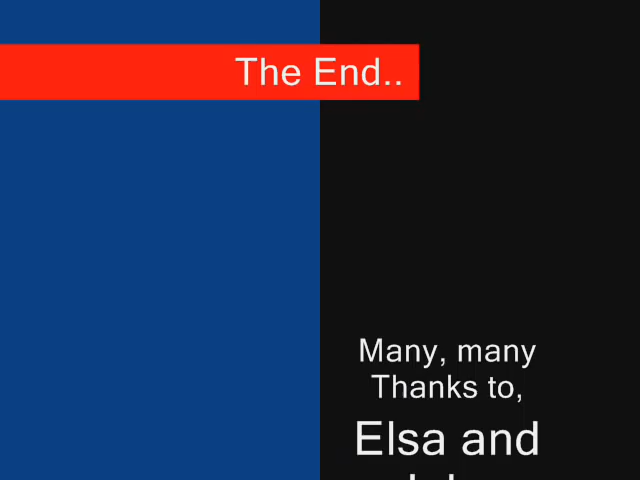 The End..
Many, many
Thanks to,
Elsa and